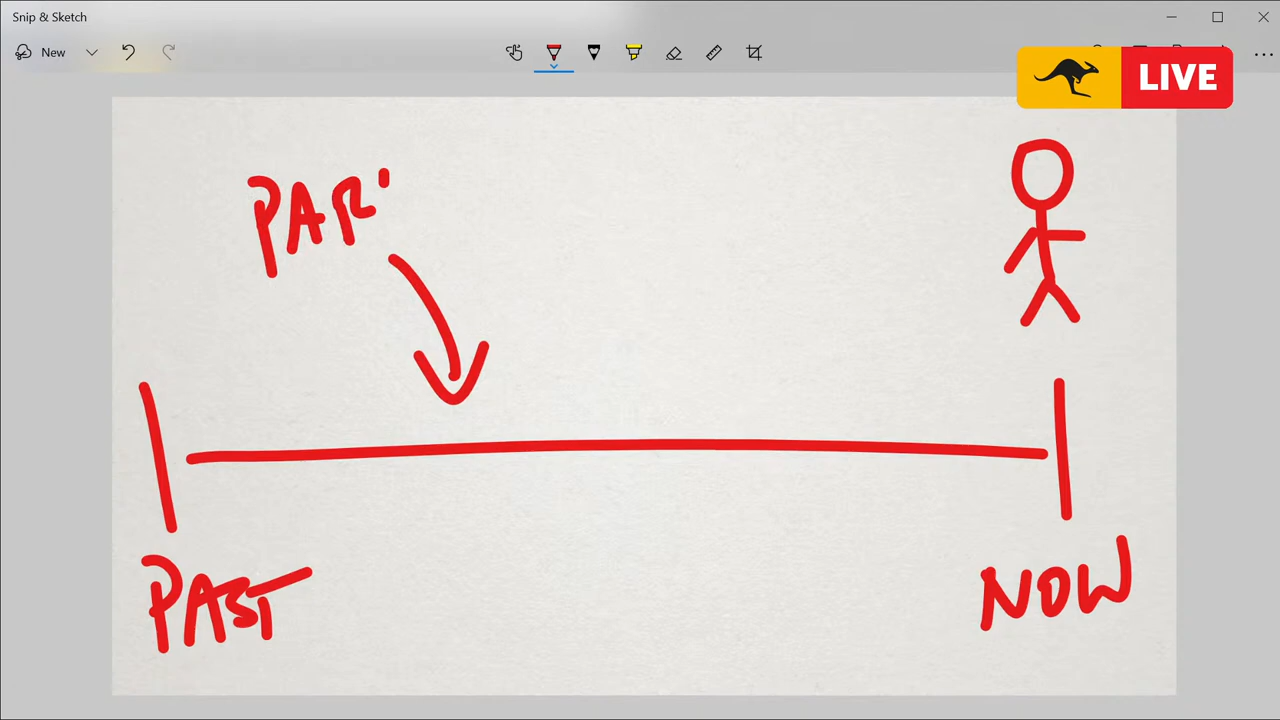 Snip & Sketch
New
LIVE
PAR'
PAST
NOW